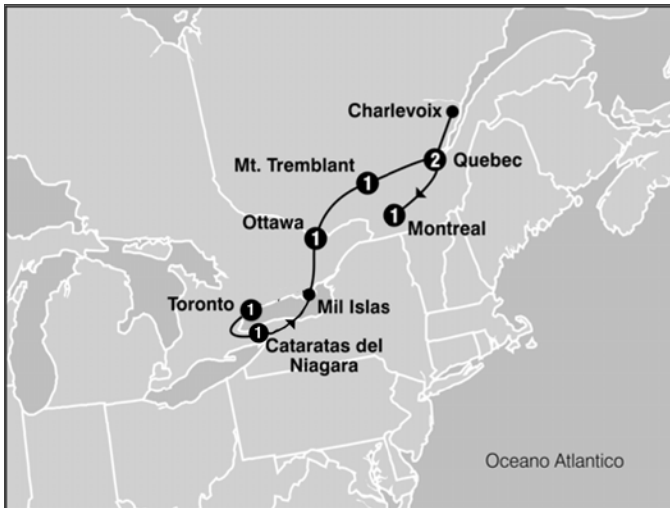 Charlevoix
2
Quebec
Mt. Tremblant
1
1
Montreal
Ottawa
1
Toronto
1
Mil Islas
1
Cataratas del
Niagara
Oceano Atlantico